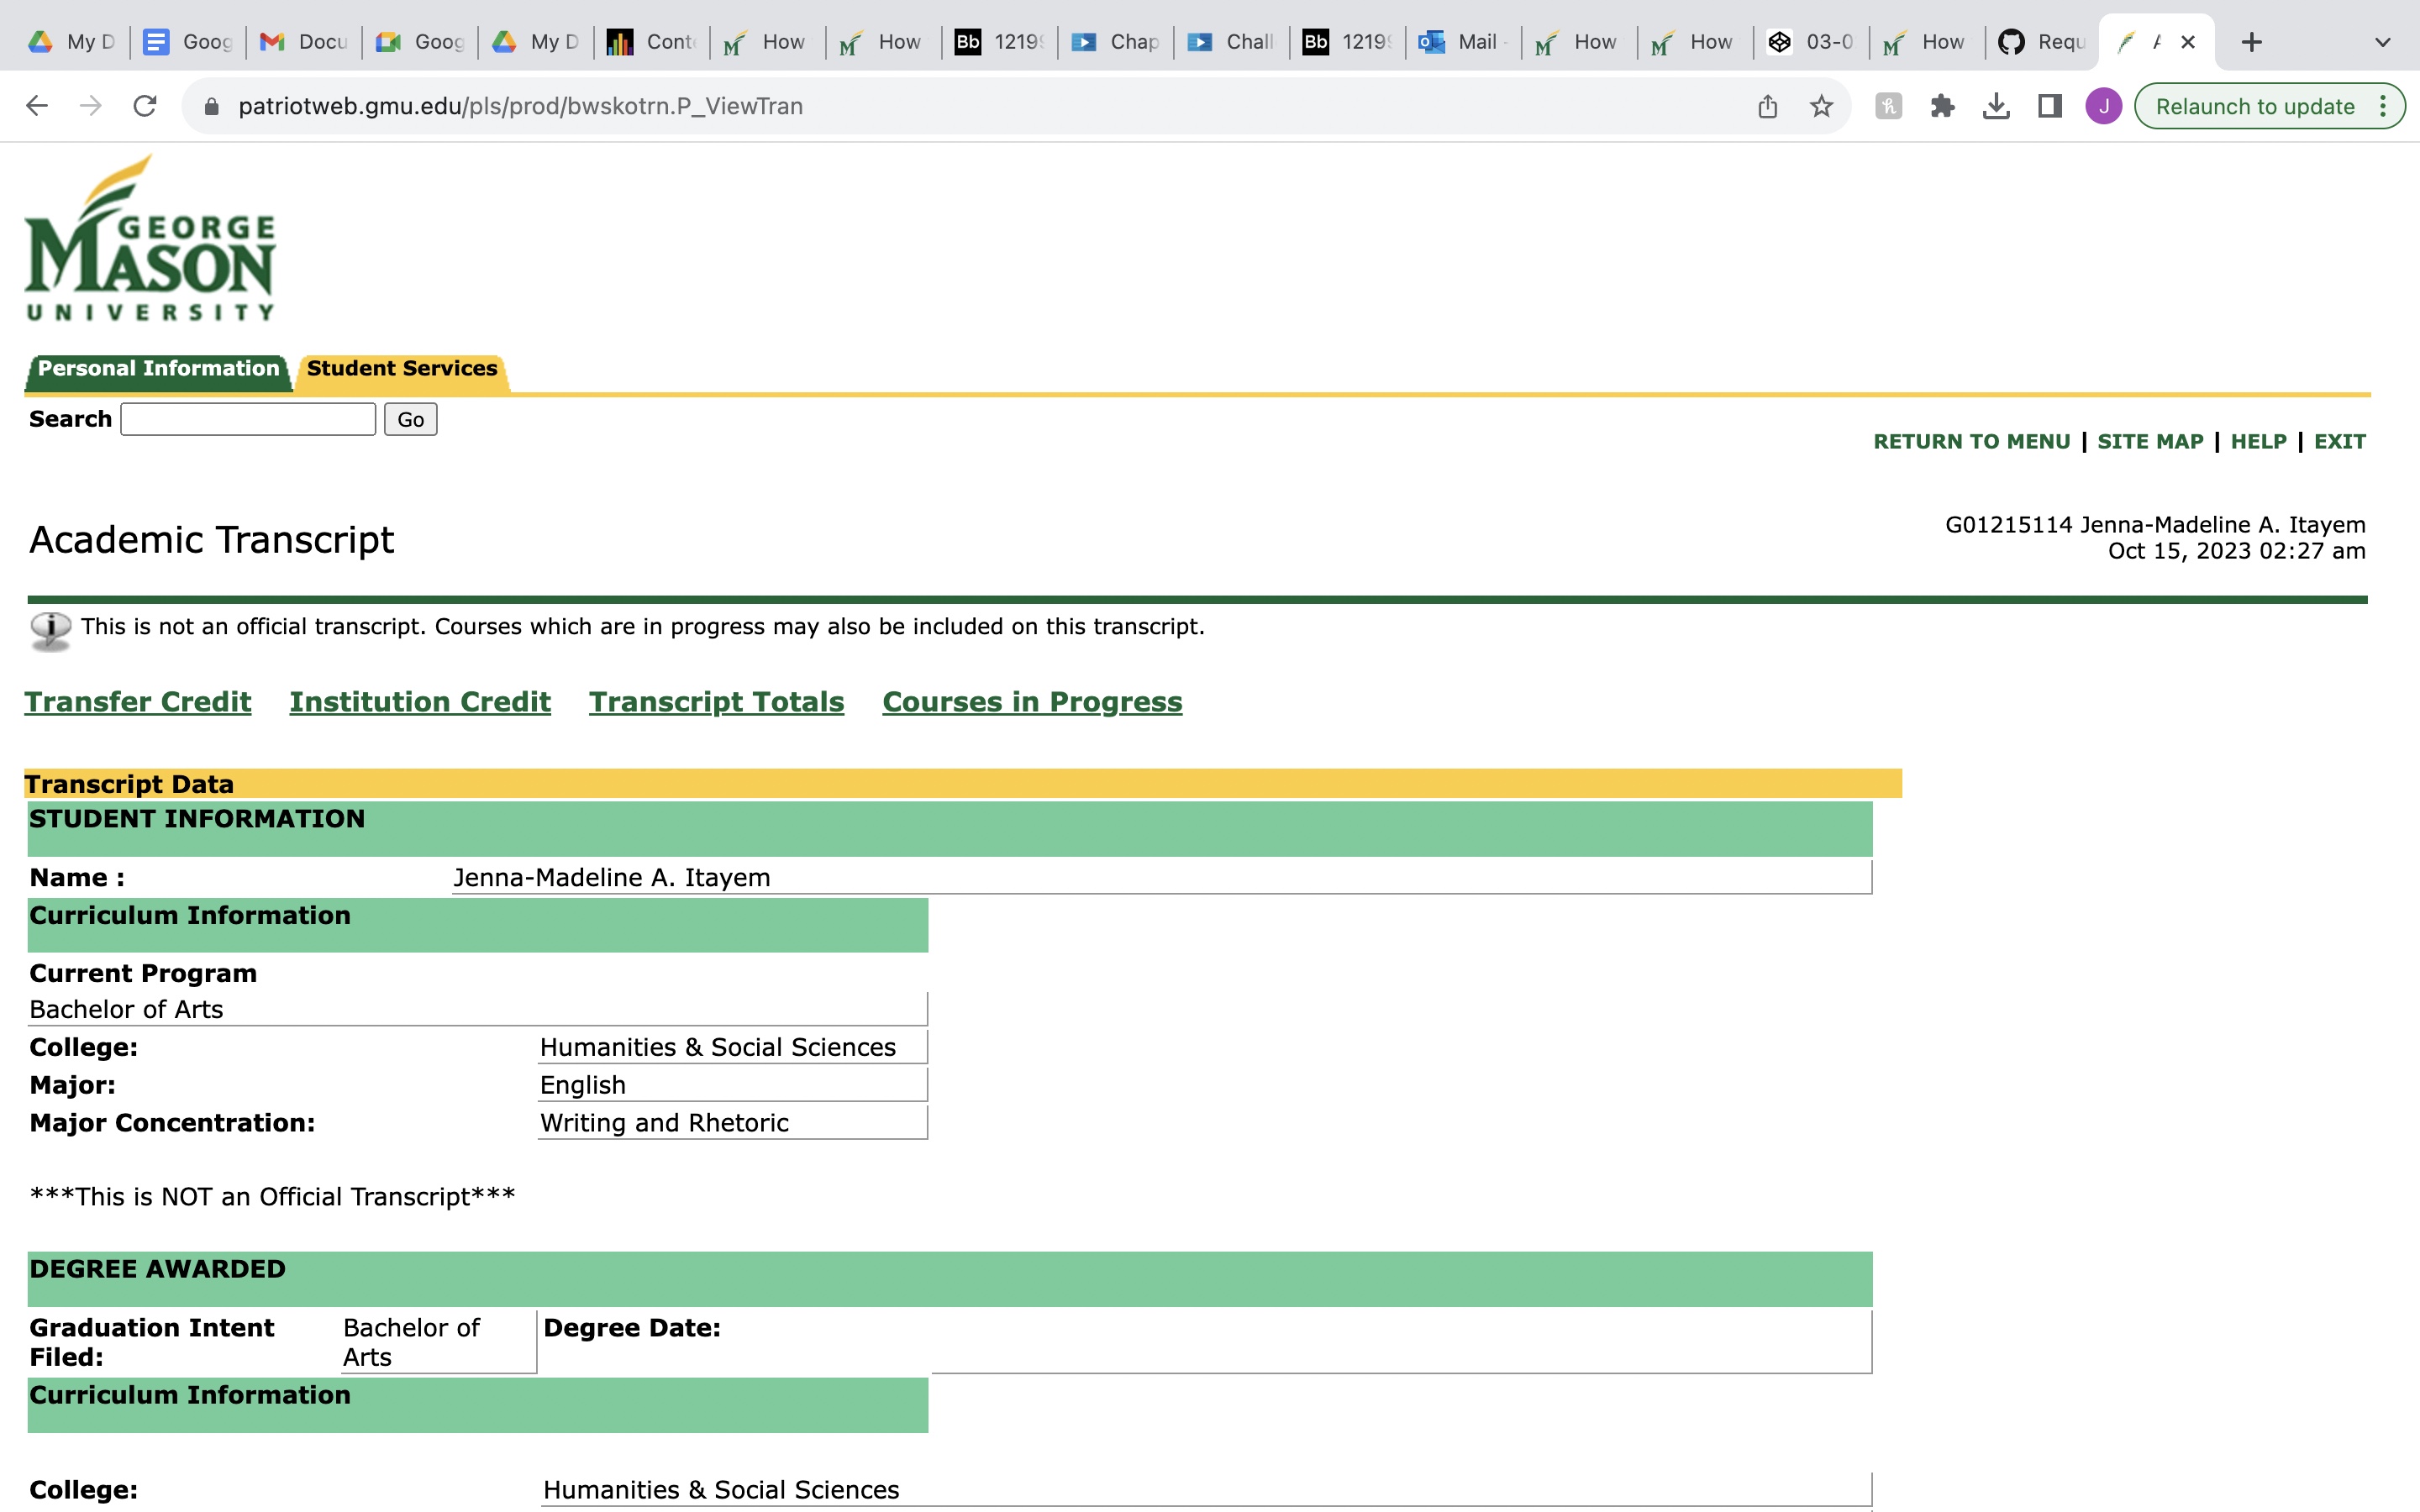 My D Goog Docu Goog My D Conte How How Bb 12199 Chap Chall Bb 12199 Mail - How How 03-0 How Requ
patriotweb.gmu.edu/pls/prod/bwskotrn.P_ViewTran J Relaunch to update
GEORGE
MASON
UNIVERSITY
Personal Information Student Services
Search Go
RETURN TO MENU | SITE MAP | HELP | EXIT
Academic Transcript
G01215114 Jenna-Madeline A. Itayem
Oct 15, 2023 02:27 am
This is not an official transcript. Courses which are in progress may also be included on this transcript.
Transfer Credit Institution Credit Transcript Totals Courses in Progress
Transcript Data
STUDENT INFORMATION
Name : Jenna-Madeline A. Itayem
Curriculum Information
Current Program
Bachelor of Arts
College: Humanities & Social Sciences
Major: English
Major Concentration: Writing and Rhetoric
***This is NOT an Official Transcript***
DEGREE AWARDED
Graduation Intent Filed: Bachelor of Arts Degree Date:
Curriculum Information
College: Humanities & Social Sciences